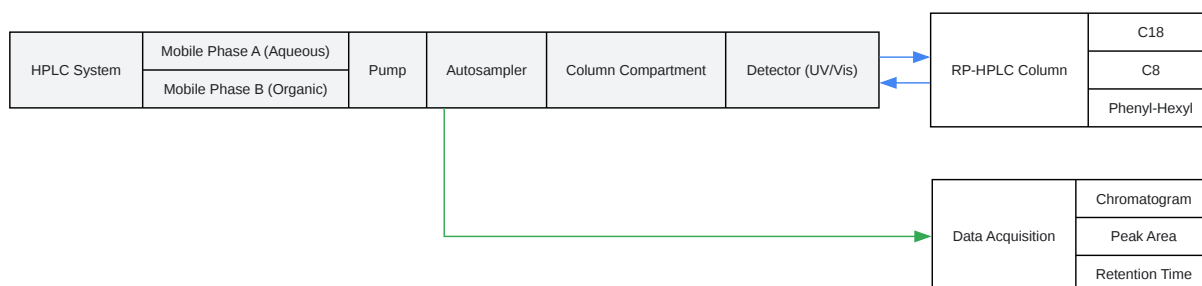 HPLC System
Mobile Phase A (Aqueous)
Mobile Phase B (Organic)
Pump
Autosampler
Column Compartment
Detector (UV/Vis)
RP-HPLC Column
C18
C8
Phenyl-Hexyl
Data Acquisition
Chromatogram
Peak Area
Retention Time